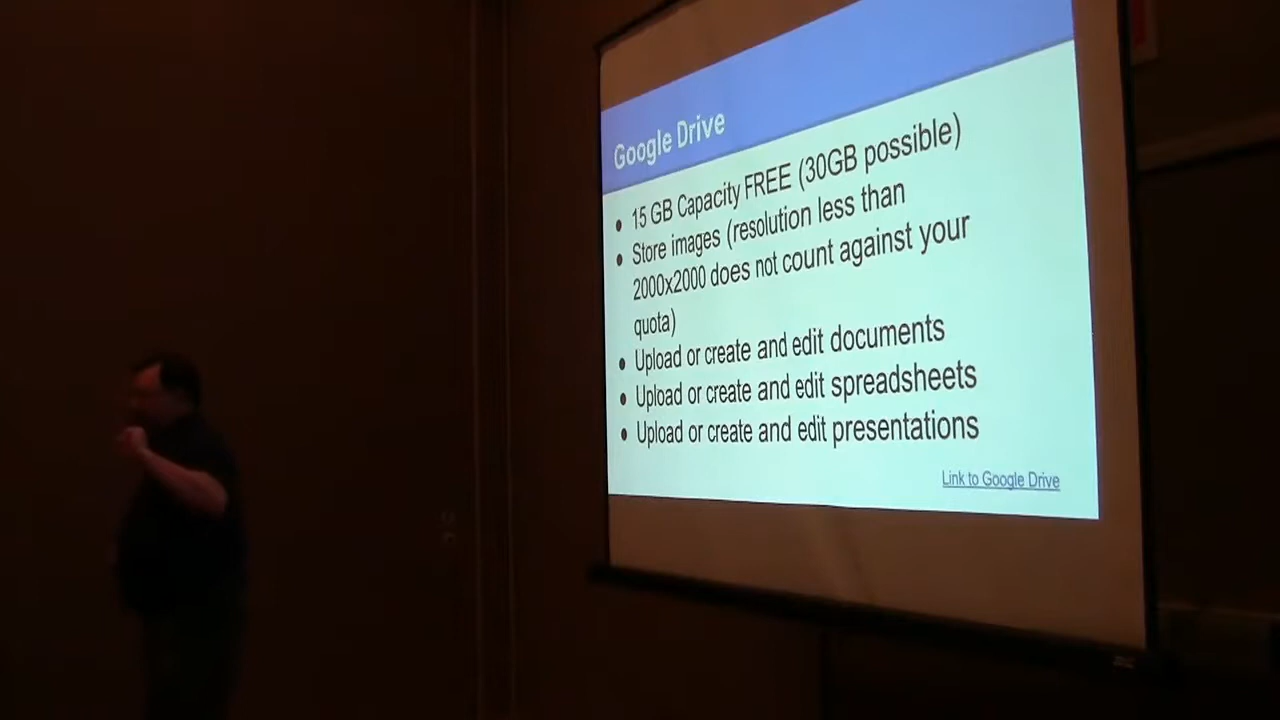 Google Drive
• 15 GB Capacity FREE (30GB possible)
• Store images (resolution less than
2000x2000 does not count against your
quota)
• Upload or create and edit documents
• Upload or create and edit spreadsheets
• Upload or create and edit presentations
Link to Google Drive